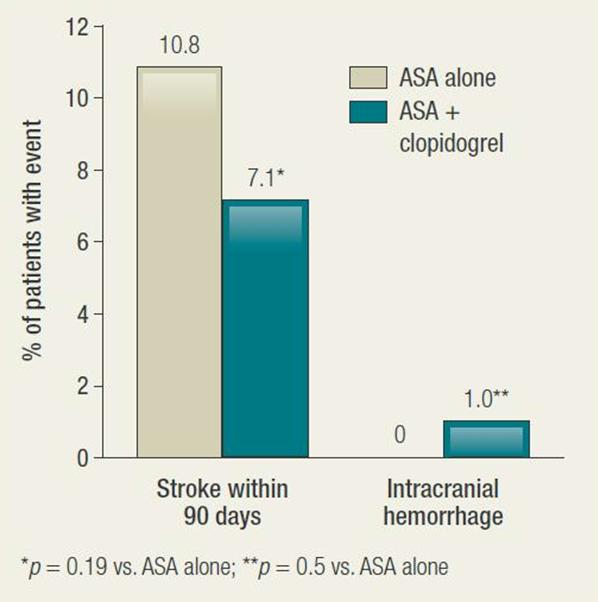 % of patients with event
12
10
8
6
4
2
0
10.8
7.1*
0
1.0**
ASA alone
ASA +
clopidogrel
Stroke within
90 days
Intracranial
hemorrhage
*p = 0.19 vs. ASA alone; **p = 0.5 vs. ASA alone